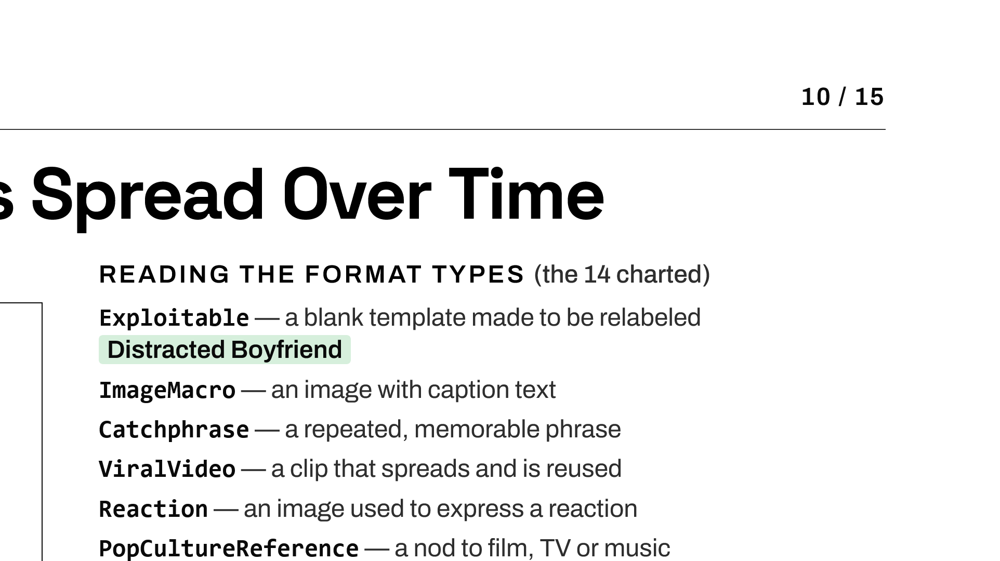 10 / 15
s Spread Over Time
READING THE FORMAT TYPES (the 14 charted)
Exploitable — a blank template made to be relabeled
Distracted Boyfriend
ImageMacro — an image with caption text
Catchphrase — a repeated, memorable phrase
ViralVideo — a clip that spreads and is reused
Reaction — an image used to express a reaction
PopCultureReference — a nod to film, TV or music